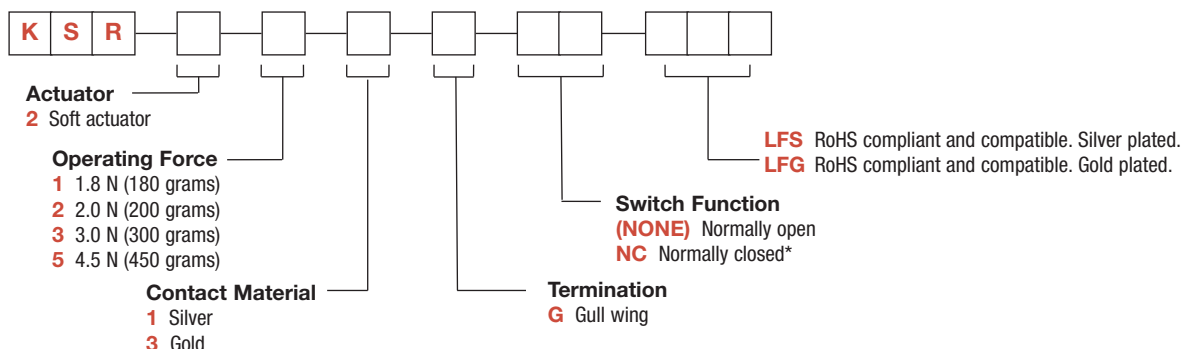 K S R
Actuator
2 Soft actuator
Operating Force
1 1.8 N (180 grams)
2 2.0 N (200 grams)
3 3.0 N (300 grams)
5 4.5 N (450 grams)
Contact Material
1 Silver
3 Gold
Termination
G Gull wing
Switch Function
(NONE) Normally open
NC Normally closed*
LFS RoHS compliant and compatible. Silver plated.
LFG RoHS compliant and compatible. Gold plated.